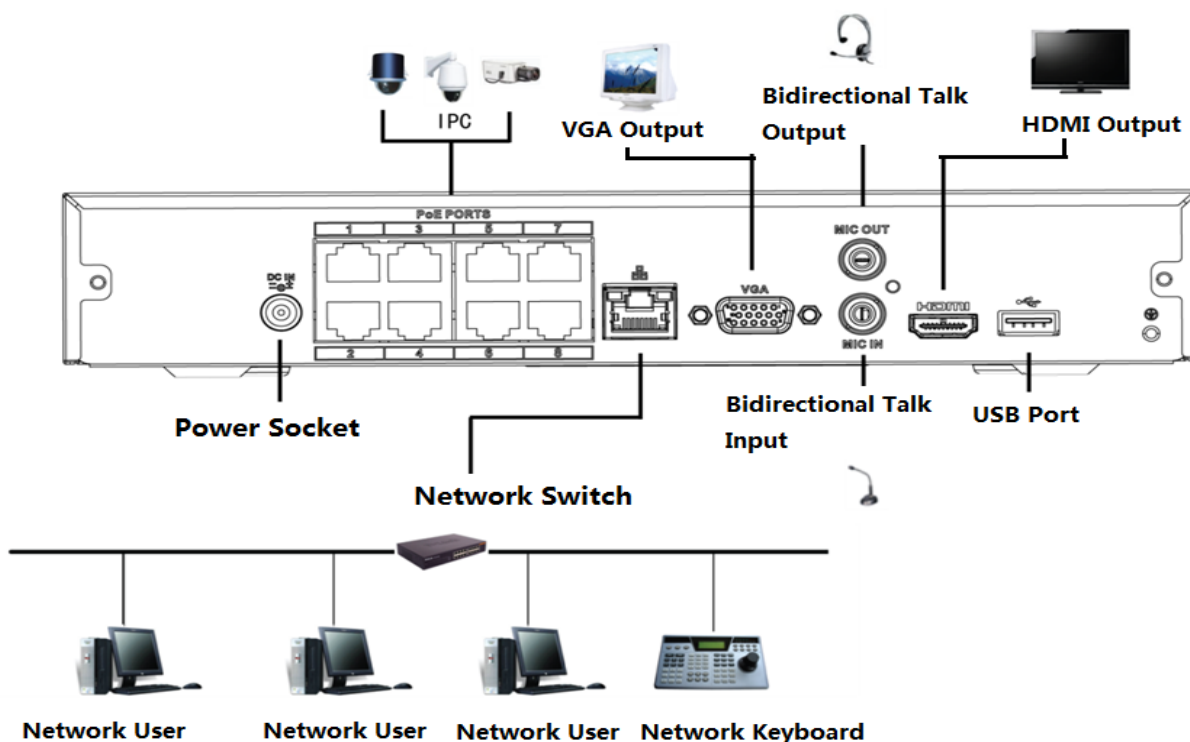 IPC
VGA Output
Bidirectional Talk
Output
HDMI Output
PoE PORTS
1 3 5 7
MIC OUT
DC IN
VGA
HDMI
MIC IN
2 4 6 8
Power Socket
Bidirectional Talk
Input
USB Port
Network Switch
Network User
Network User
Network User
Network Keyboard